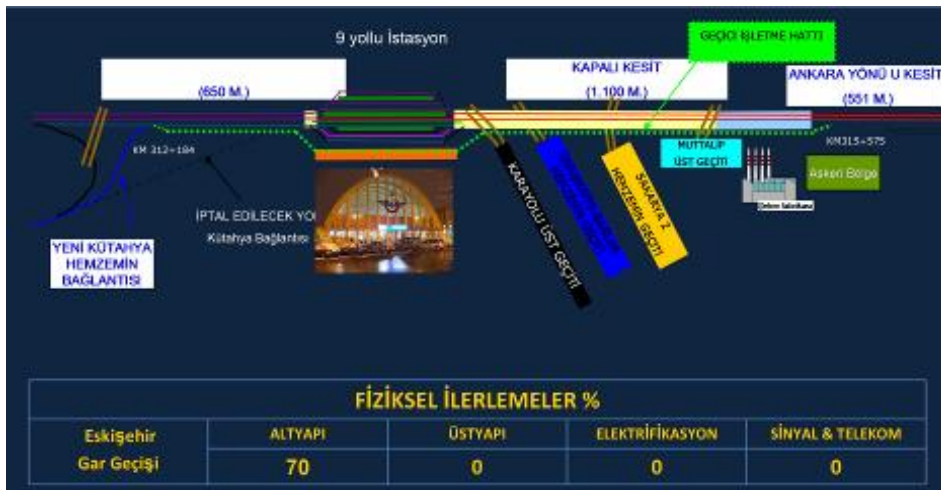 9 yollu İstasyon
GEÇİCİ İŞLETME HATTI
(650 M.)
KAPALI KESİT
(1.100 M.)
ANKARA YÖNÜ U KESİT
(551 M.)
KM 312+184
KM315+575
MUTTALİP
ÜST GEÇİTİ
Askeri Bölge
KARAYOLU ÜST GEÇİTİ
SAKARYA 2
HEMZEMİN GEÇİTİ
İPTAL EDİLECEK YOL
Kütahya Bağlantısı
YENİ KÜTAHYA
HEMZEMİN
BAĞLANTISI
FİZİKSEL İLERLEMELER %
Eskişehir
Gar Geçişi
ALTYAPI
ÜSTYAPI
ELEKTRİFİKASYON
SİNYAL & TELEKOM
70
0
0
0